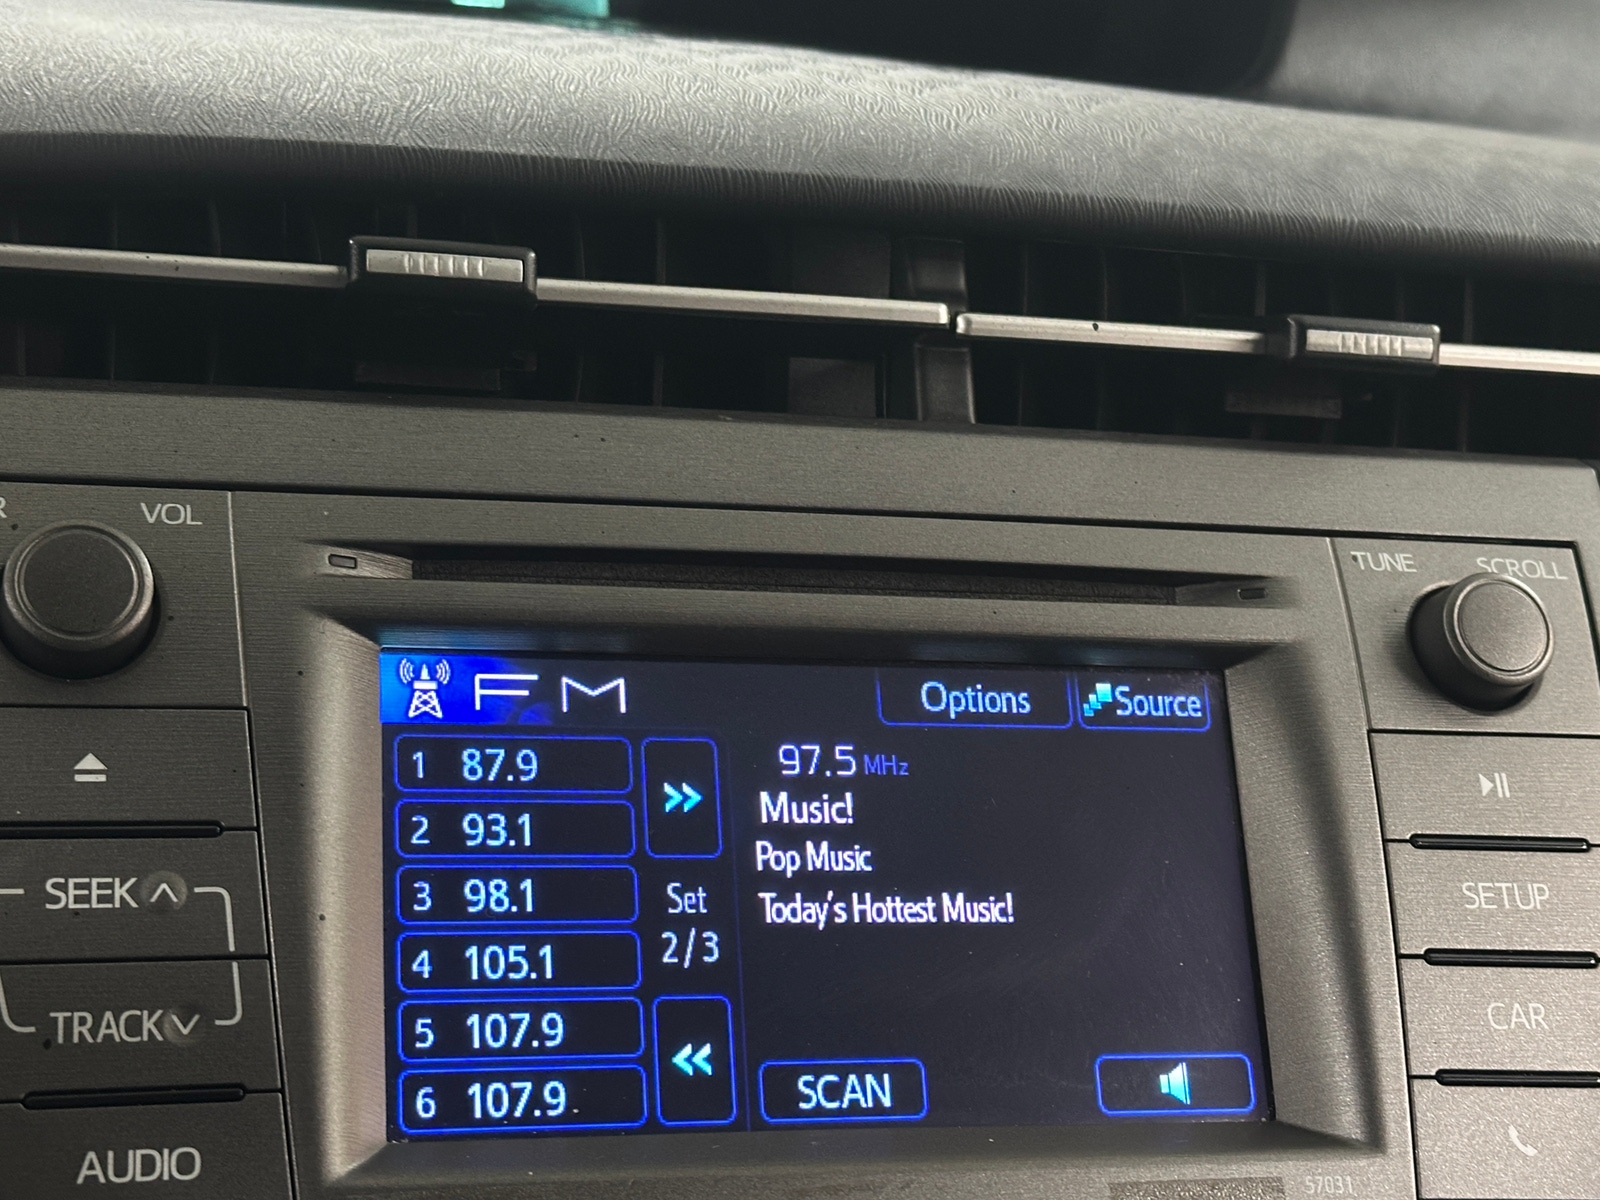 VOL
TUNE SCROLL
FM
Options
Source
1 87.9
2 93.1
3 98.1
4 105.1
5 107.9
6 107.9
Set
2/3
97.5 MHz
Music!
Pop Music
Today's Hottest Music!
SCAN
SEEK
TRACK
AUDIO
SETUP
CAR
57031